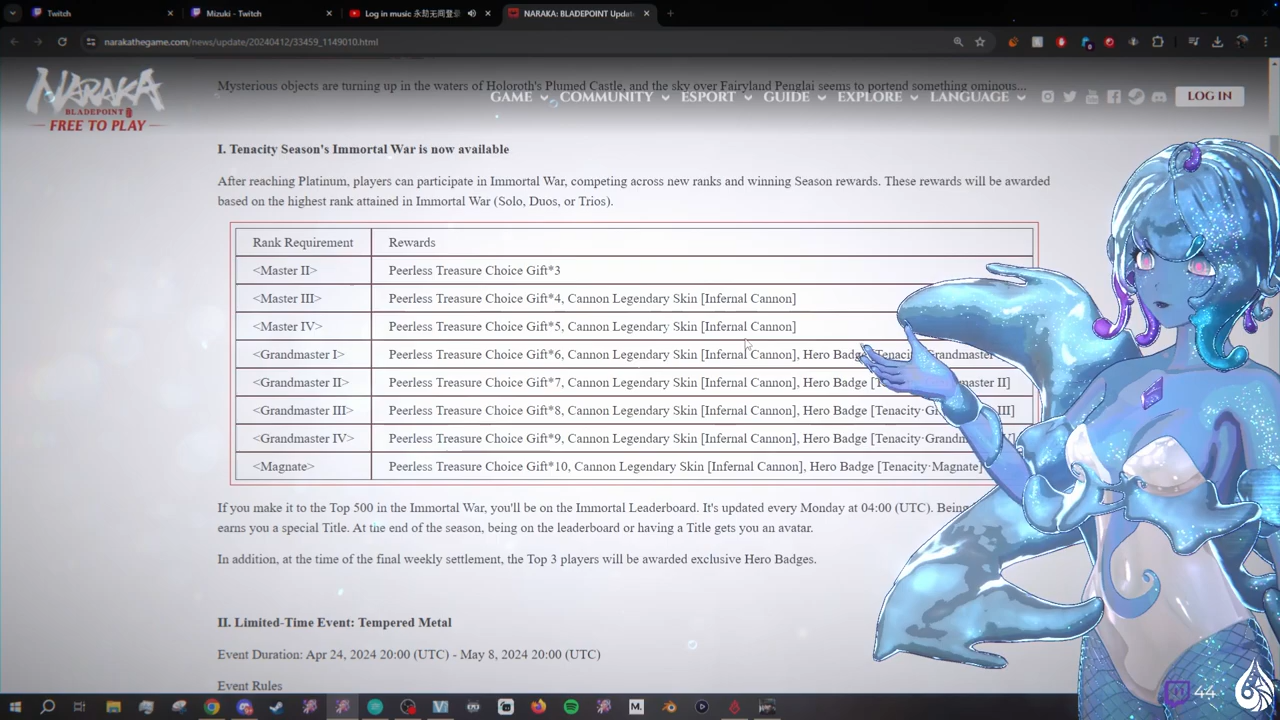 Twitch
Mizuki - Twitch
Log in music 永劫无间登录
NARAKA: BLADEPOINT Updat
narakathegame.com/news/update/20240412/33459_1149010.html
NARAKA
BLADEPOINT
FREE TO PLAY
Mysterious objects are turning up in the waters of Holoroth's Plumed Castle, and the sky over Fairyland Penglai seems to portend something ominous...
GAME COMMUNITY ESPORT GUIDE EXPLORE LANGUAGE LOG IN
I. Tenacity Season's Immortal War is now available
After reaching Platinum, players can participate in Immortal War, competing across new ranks and winning Season rewards. These rewards will be awarded
based on the highest rank attained in Immortal War (Solo, Duos, or Trios).
Rank Requirement Rewards
<Master II> Peerless Treasure Choice Gift*3
<Master III> Peerless Treasure Choice Gift*4, Cannon Legendary Skin [Infernal Cannon]
<Master IV> Peerless Treasure Choice Gift*5, Cannon Legendary Skin [Infernal Cannon]
<Grandmaster I> Peerless Treasure Choice Gift*6, Cannon Legendary Skin [Infernal Cannon], Hero Badge [Tenacity·Grandmaster
<Grandmaster II> Peerless Treasure Choice Gift*7, Cannon Legendary Skin [Infernal Cannon], Hero Badge [Te master II]
<Grandmaster III> Peerless Treasure Choice Gift*8, Cannon Legendary Skin [Infernal Cannon], Hero Badge [Tenacity·Gra III]
<Grandmaster IV> Peerless Treasure Choice Gift*9, Cannon Legendary Skin [Infernal Cannon], Hero Badge [Tenacity·Grandm
<Magnate> Peerless Treasure Choice Gift*10, Cannon Legendary Skin [Infernal Cannon], Hero Badge [Tenacity·Magnate]
If you make it to the Top 500 in the Immortal War, you'll be on the Immortal Leaderboard. It's updated every Monday at 04:00 (UTC). Being
earns you a special Title. At the end of the season, being on the leaderboard or having a Title gets you an avatar.
In addition, at the time of the final weekly settlement, the Top 3 players will be awarded exclusive Hero Badges.
II. Limited-Time Event: Tempered Metal
Event Duration: Apr 24, 2024 20:00 (UTC) - May 8, 2024 20:00 (UTC)
Event Rules
44